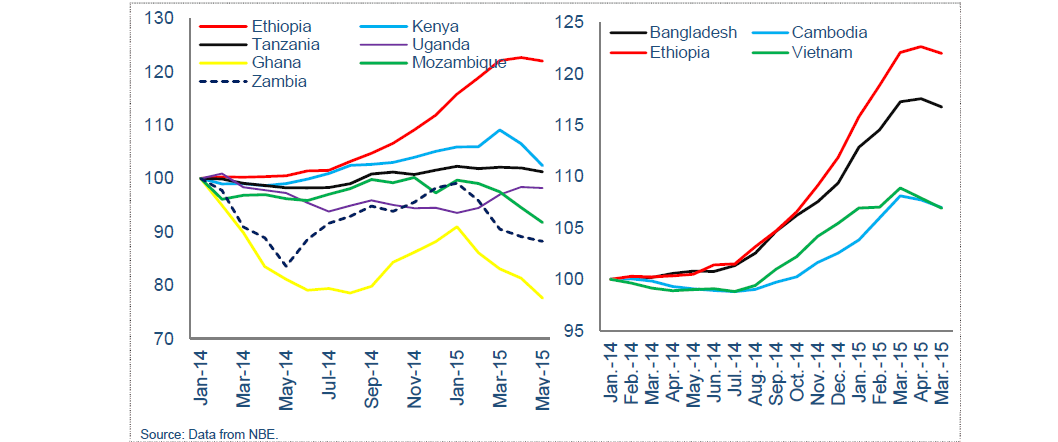 130
120
110
100
90
80
70
Ethiopia Kenya
Tanzania Uganda
Ghana Mozambique
Zambia
Jan-14 Mar-14 May-14 Jul-14 Sep-14 Nov-14 Jan-15 Mar-15 May-15
125
120
115
110
105
100
95
Bangladesh Cambodia
Ethiopia Vietnam
Jan.-14 Feb.-14 Mar.-14 Apr.-14 May.-14 Jun.-14 Jul.-14 Aug.-14 Sep.-14 Oct.-14 Nov.-14 Dec.-14 Jan.-15 Feb.-15 Mar.-15 Apr.-15 Mar.-15
Source: Data from NBE.